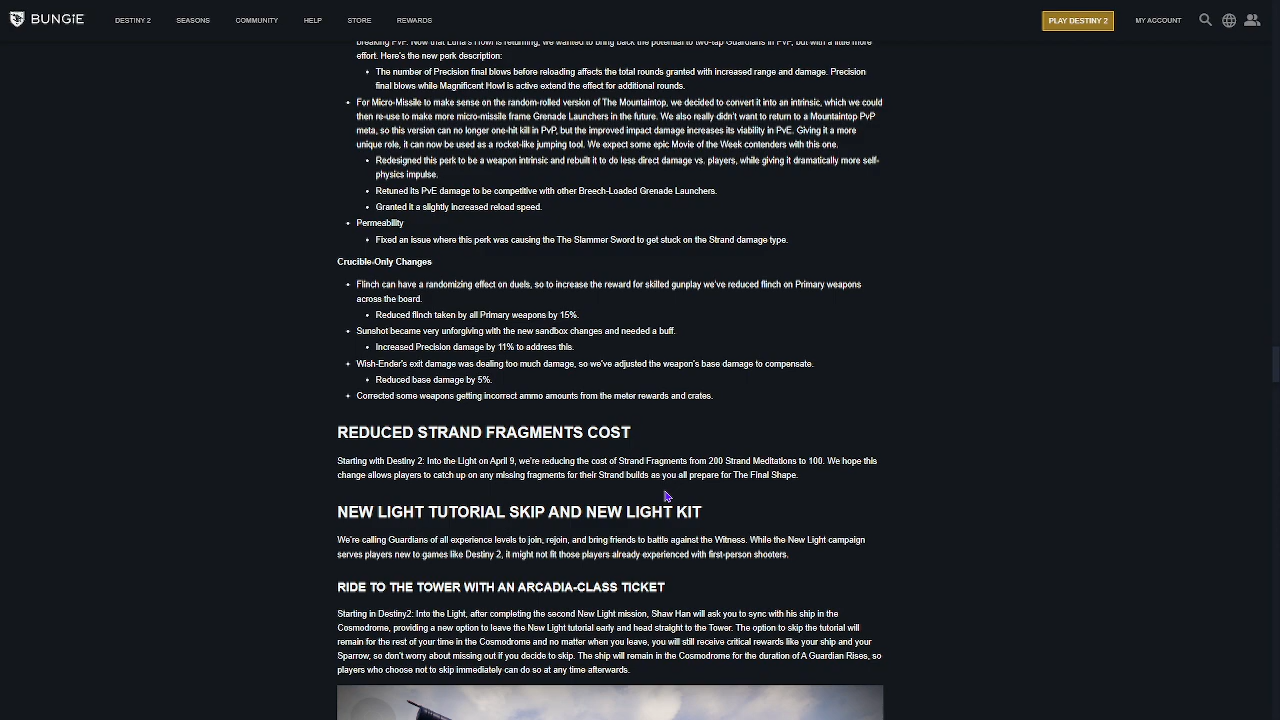 BUNGiE DESTINY 2 SEASONS COMMUNITY HELP STORE REWARDS PLAY DESTINY 2 MY ACCOUNT
breaking PvP. Now that Luna's Howl is returning, we wanted to bring back the potential to two-tap Guardians in PvP, but with a little more
effort. Here's the new perk description:
The number of Precision final blows before reloading affects the total rounds granted with increased range and damage. Precision
final blows while Magnificent Howl is active extend the effect for additional rounds.
For Micro-Missile to make sense on the random-rolled version of The Mountaintop, we decided to convert it into an intrinsic, which we could
then re-use to make more micro-missile frame Grenade Launchers in the future. We also really didn't want to return to a Mountaintop PvP
meta, so this version can no longer one-hit kill in PvP, but the improved impact damage increases its viability in PvE. Giving it a more
unique role, it can now be used as a rocket-like jumping tool. We expect some epic Movie of the Week contenders with this one.
Redesigned this perk to be a weapon intrinsic and rebuilt it to do less direct damage vs. players, while giving it dramatically more self-
physics impulse.
Retuned its PvE damage to be competitive with other Breech-Loaded Grenade Launchers.
Granted it a slightly increased reload speed.
Permeability
Fixed an issue where this perk was causing the The Slammer Sword to get stuck on the Strand damage type.
Crucible-Only Changes
Flinch can have a randomizing effect on duels, so to increase the reward for skilled gunplay we've reduced flinch on Primary weapons
across the board.
Reduced flinch taken by all Primary weapons by 15%.
Sunshot became very unforgiving with the new sandbox changes and needed a buff.
Increased Precision damage by 11% to address this.
Wish-Ender's exit damage was dealing too much damage, so we've adjusted the weapon's base damage to compensate.
Reduced base damage by 5%.
Corrected some weapons getting incorrect ammo amounts from the meter rewards and crates.
REDUCED STRAND FRAGMENTS COST
Starting with Destiny 2: Into the Light on April 9, we're reducing the cost of Strand Fragments from 200 Strand Meditations to 100. We hope this
change allows players to catch up on any missing fragments for their Strand builds as you all prepare for The Final Shape.
NEW LIGHT TUTORIAL SKIP AND NEW LIGHT KIT
We're calling Guardians of all experience levels to join, rejoin, and bring friends to battle against the Witness. While the New Light campaign
serves players new to games like Destiny 2, it might not fit those players already experienced with first-person shooters.
RIDE TO THE TOWER WITH AN ARCADIA-CLASS TICKET
Starting in Destiny2: Into the Light, after completing the second New Light mission, Shaw Han will ask you to sync with his ship in the
Cosmodrome, providing a new option to leave the New Light tutorial early and head straight to the Tower. The option to skip the tutorial will
remain for the rest of your time in the Cosmodrome and no matter when you leave, you will still receive critical rewards like your ship and your
Sparrow, so don't worry about missing out if you decide to skip. The ship will remain in the Cosmodrome for the duration of A Guardian Rises, so
players who choose not to skip immediately can do so at any time afterwards.